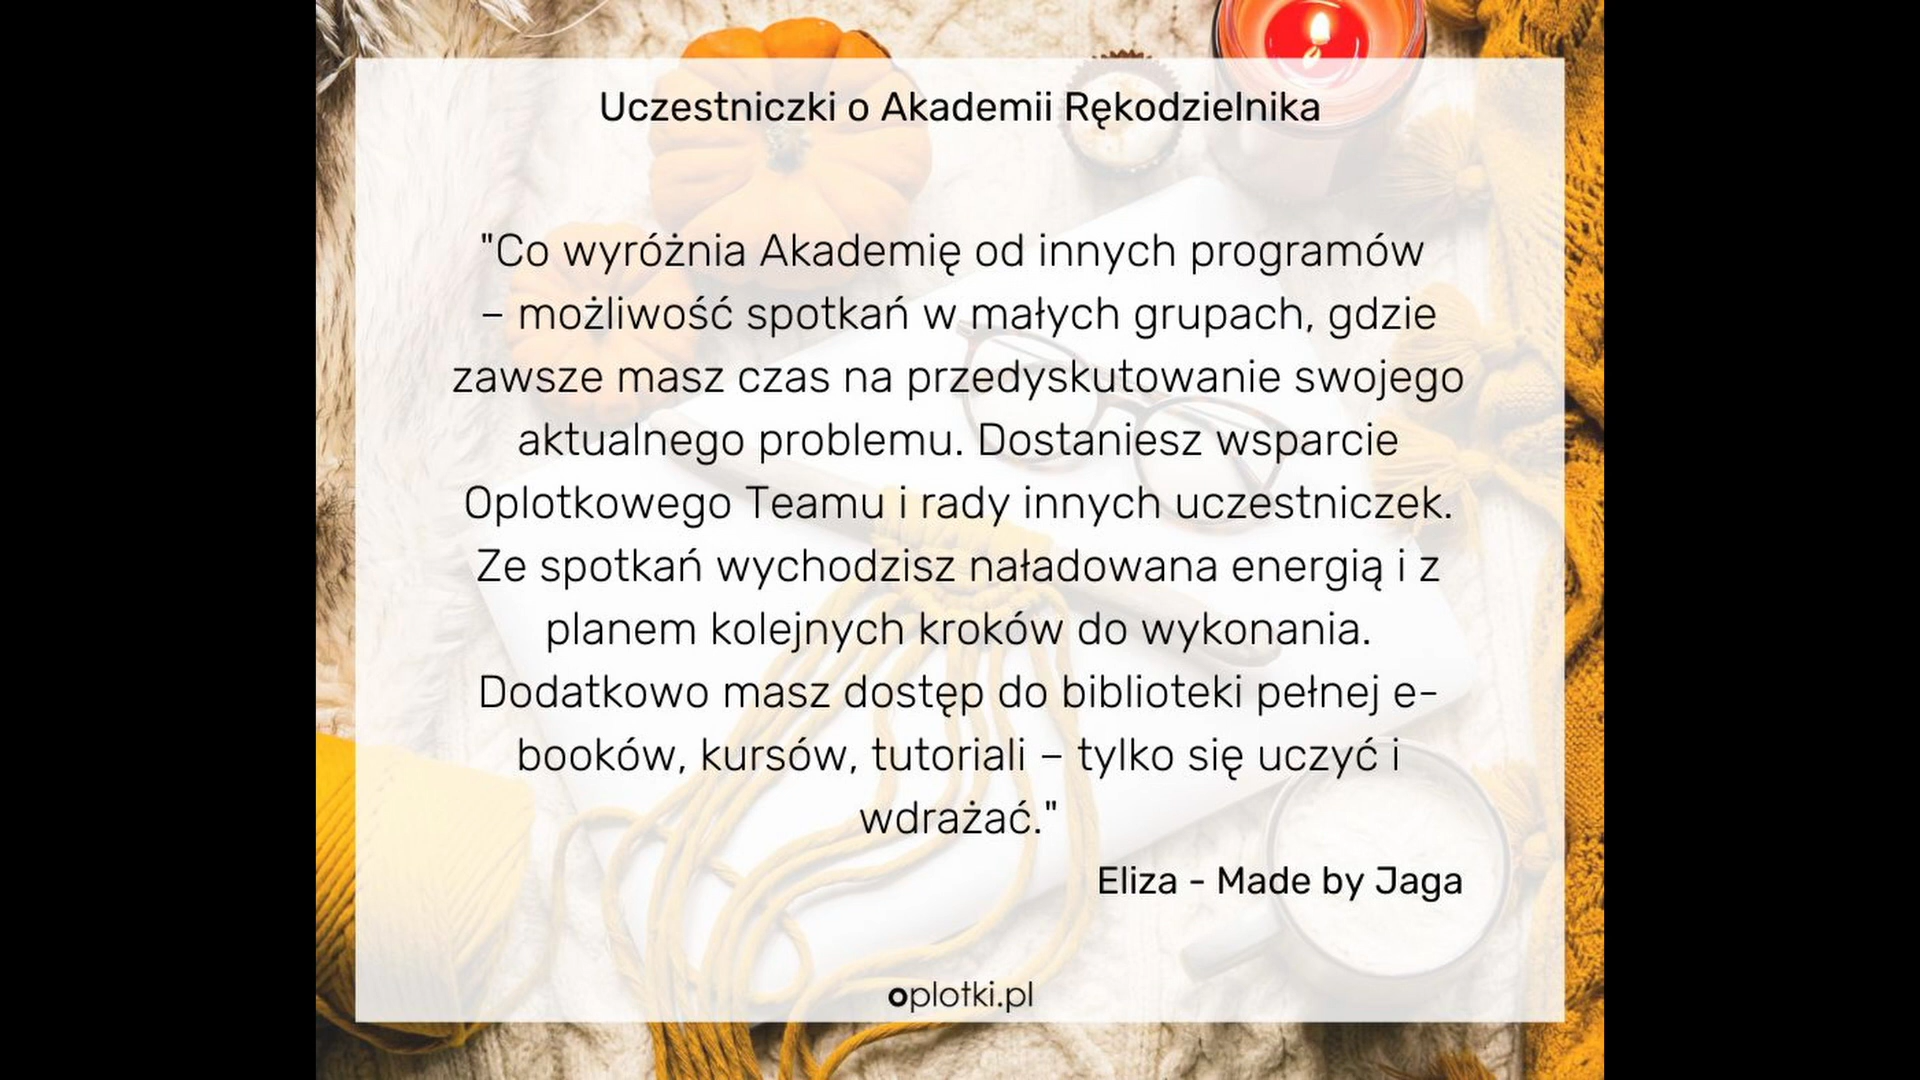 Uczestniczki o Akademii Rękodzielnika
"Co wyróżnia Akademię od innych programów
– możliwość spotkań w małych grupach, gdzie
zawsze masz czas na przedyskutowanie swojego
aktualnego problemu. Dostaniesz wsparcie
Oplotkowego Teamu i rady innych uczestniczek.
Ze spotkań wychodzisz naładowana energią i z
planem kolejnych kroków do wykonania.
Dodatkowo masz dostęp do biblioteki pełnej e-
booków, kursów, tutoriali – tylko się uczyć i
wdrażać."
Eliza - Made by Jaga
oplotki.pl